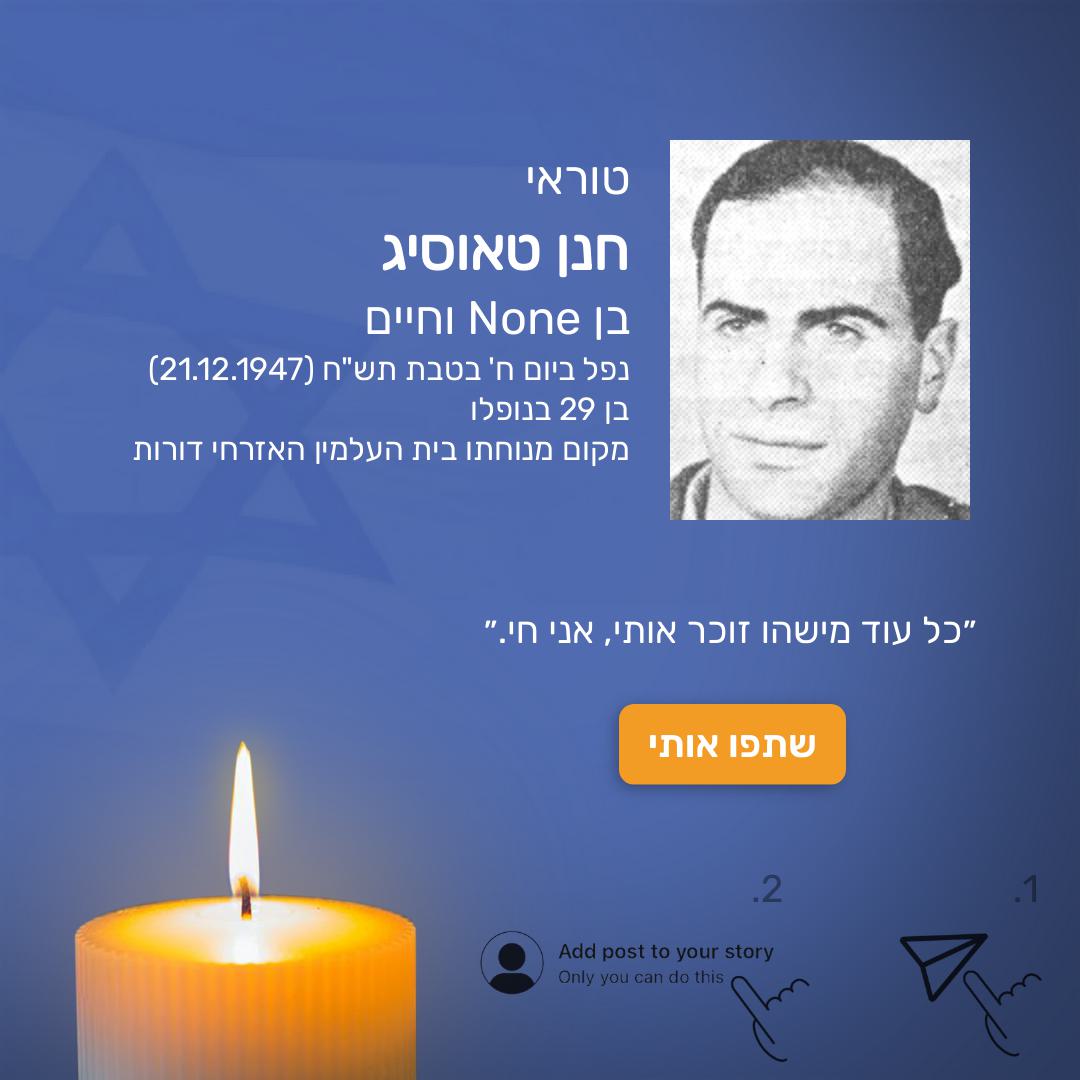 טוראי
חנן טאוסיג
בן None וחיים
נפל ביום ח' בטבת תש"ח (21.12.1947)
בן 29 בנופלו
מקום מנוחתו בית העלמין האזרחי דורות
״כל עוד מישהו זוכר אותי, אני חי.״
שתפו אותי
1.
2.
Add post to your story
Only you can do this